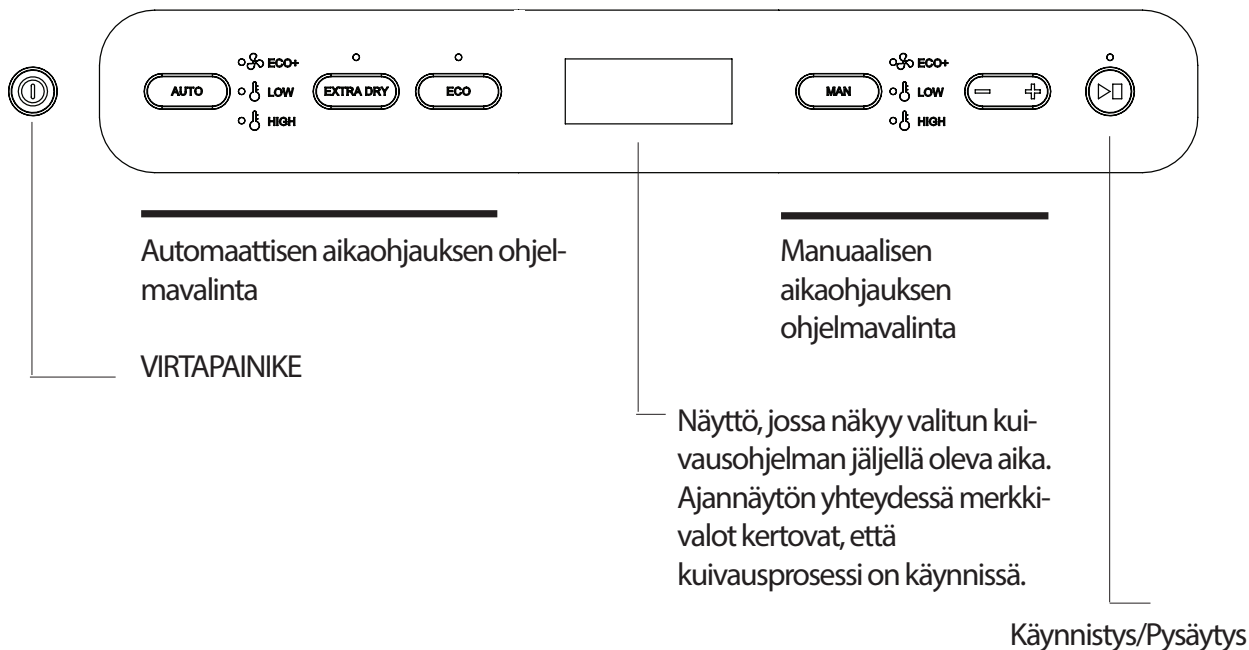 ECO+
ECO+
AUTO
LOW
EXTRA DRY
ECO
MAN
LOW
HIGH
HIGH
Automaattisen aikaohjauksen ohjel-
mavalinta
Manuaalisen
aikaohjauksen
ohjelmavalinta
VIRTAPAINIKE
Näyttö, jossa näkyy valitun kui-
vausohjelman jäljellä oleva aika.
Ajannäytön yhteydessä merkki-
valot kertovat, että
kuivausprosessi on käynnissä.
Käynnistys/Pysäytys